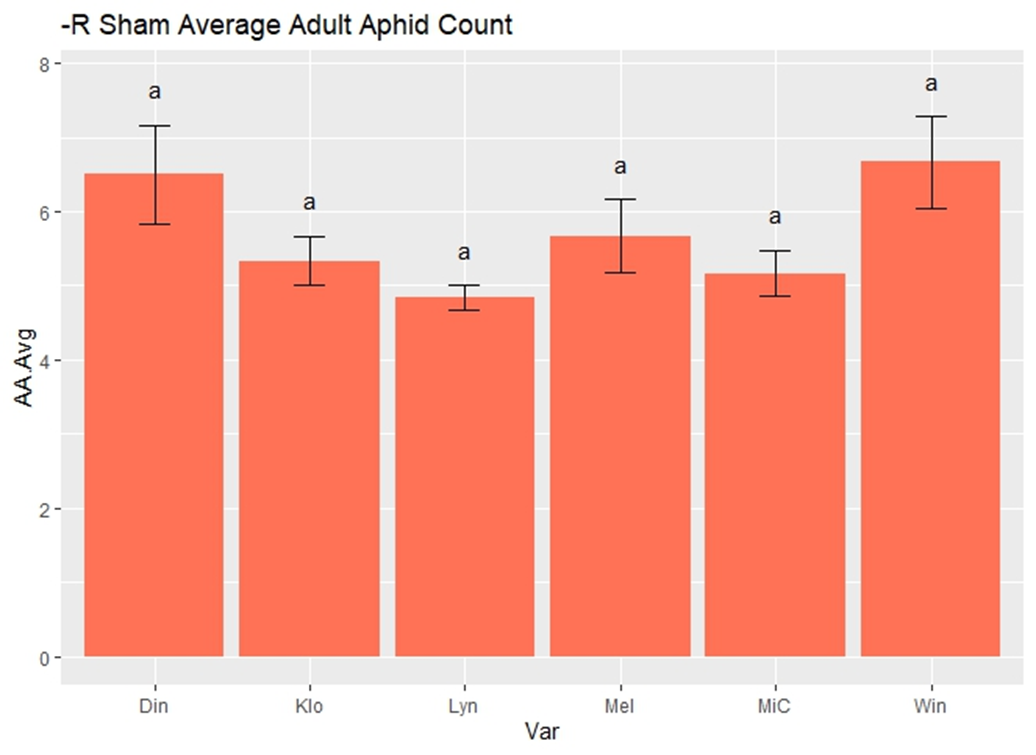 -R Sham Average Adult Aphid Count
8
6
4
2
0
AA.Avg
a
a
a
a
a
a
Din
Klo
Lyn
Mel
MiC
Win
Var